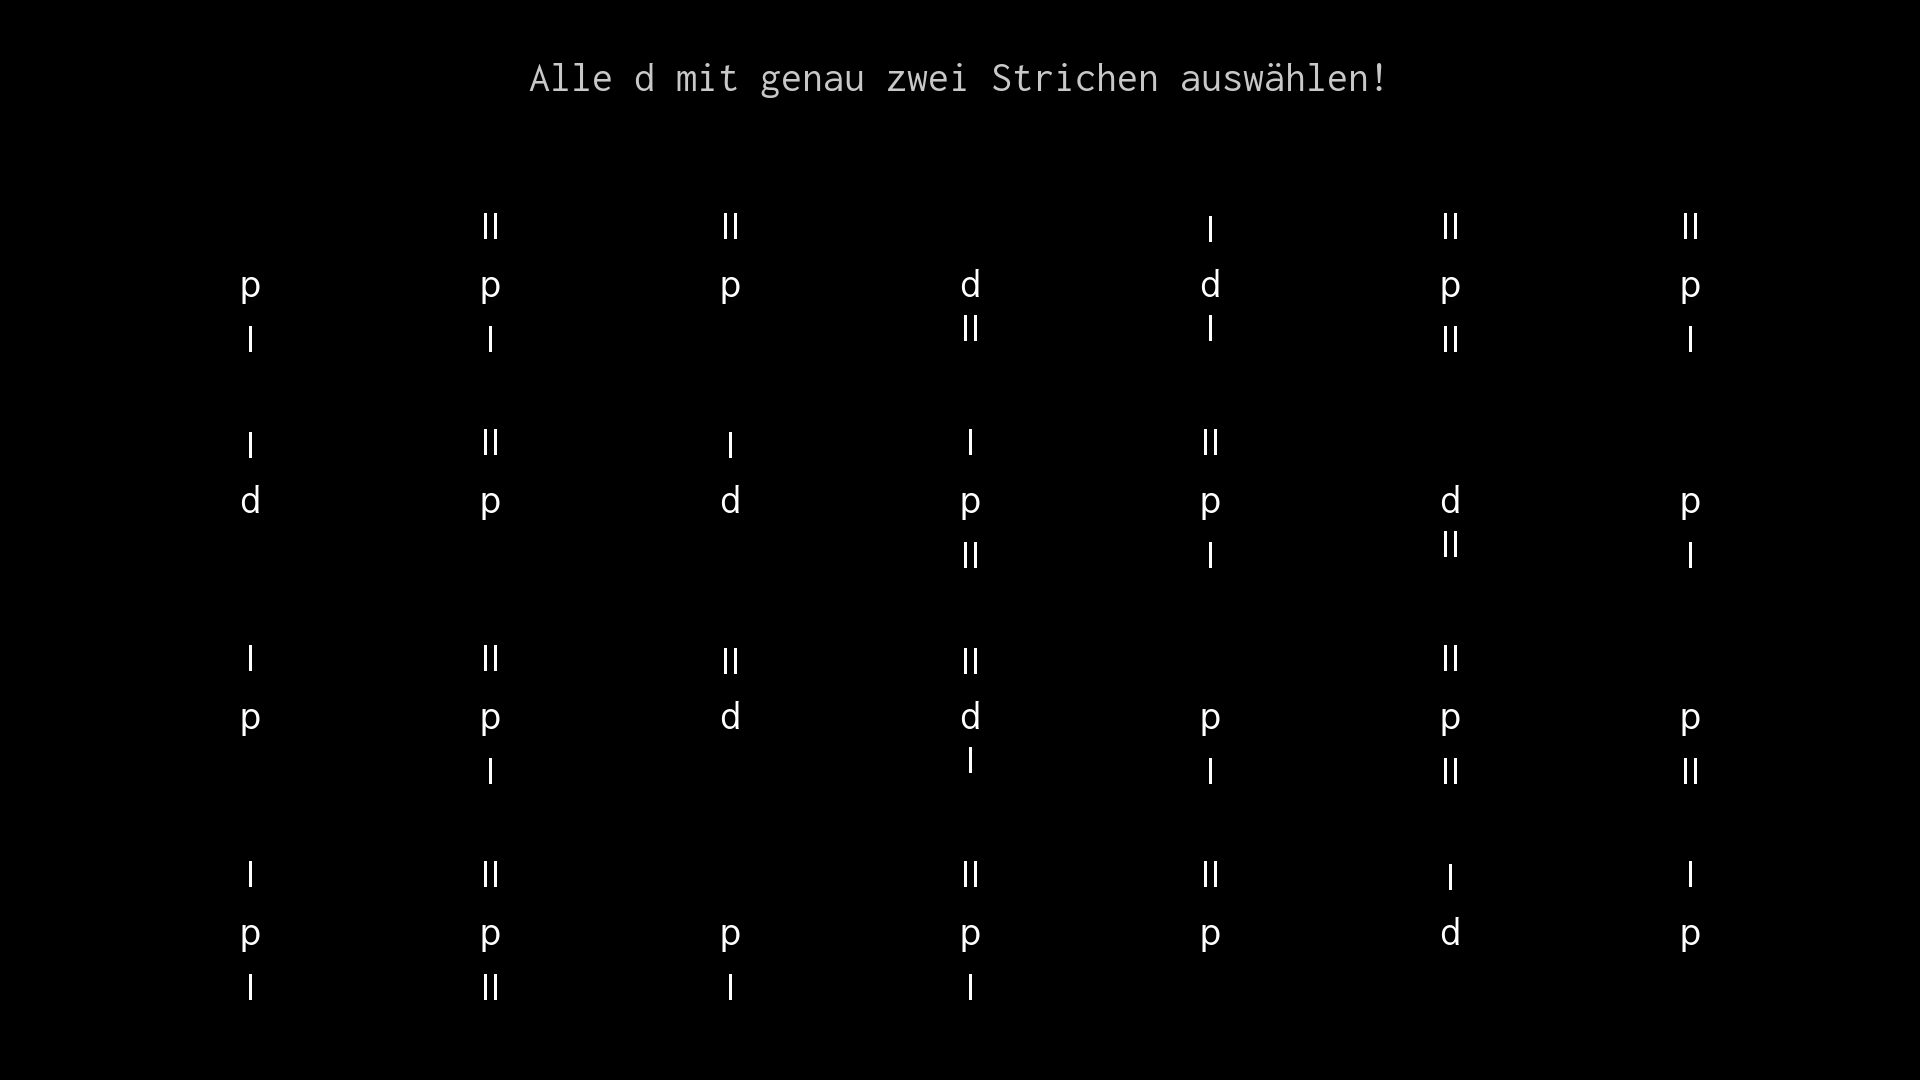 Alle d mit genau zwei Strichen auswählen!
|| || | || ||
p p p d d p p
| | || | || |
| || | | ||
d p d p p d p
|| | || |
| || || || ||
p p d d p p p
| | | || ||
| || || || | |
p p p p p d p
| || | |